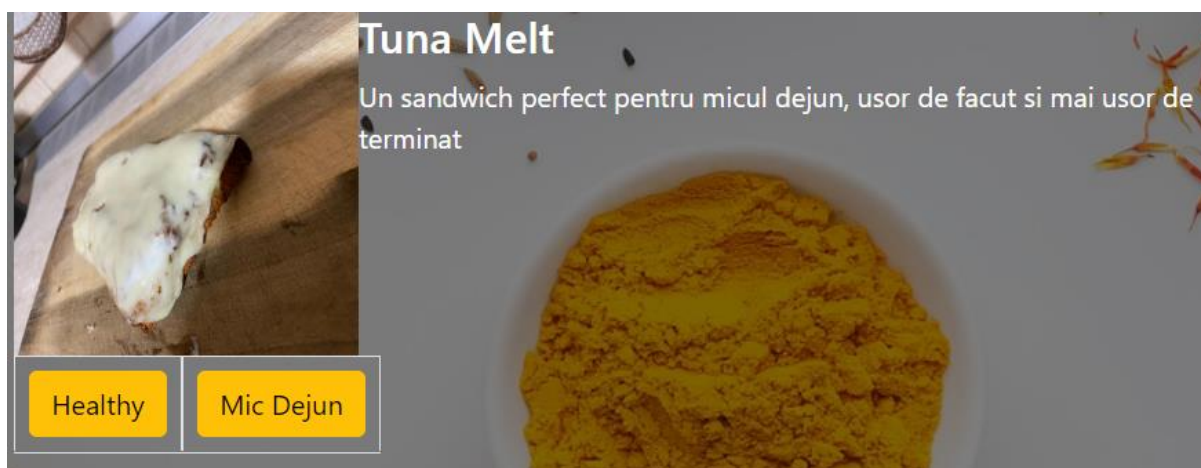 Tuna Melt
Un sandwich perfect pentru micul dejun, usor de facut si mai usor de
terminat
Healthy
Mic Dejun